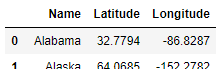 Name Latitude Longitude
0 Alabama 32.7794 -86.8287
1 Alaska 64.0685 -152.2782